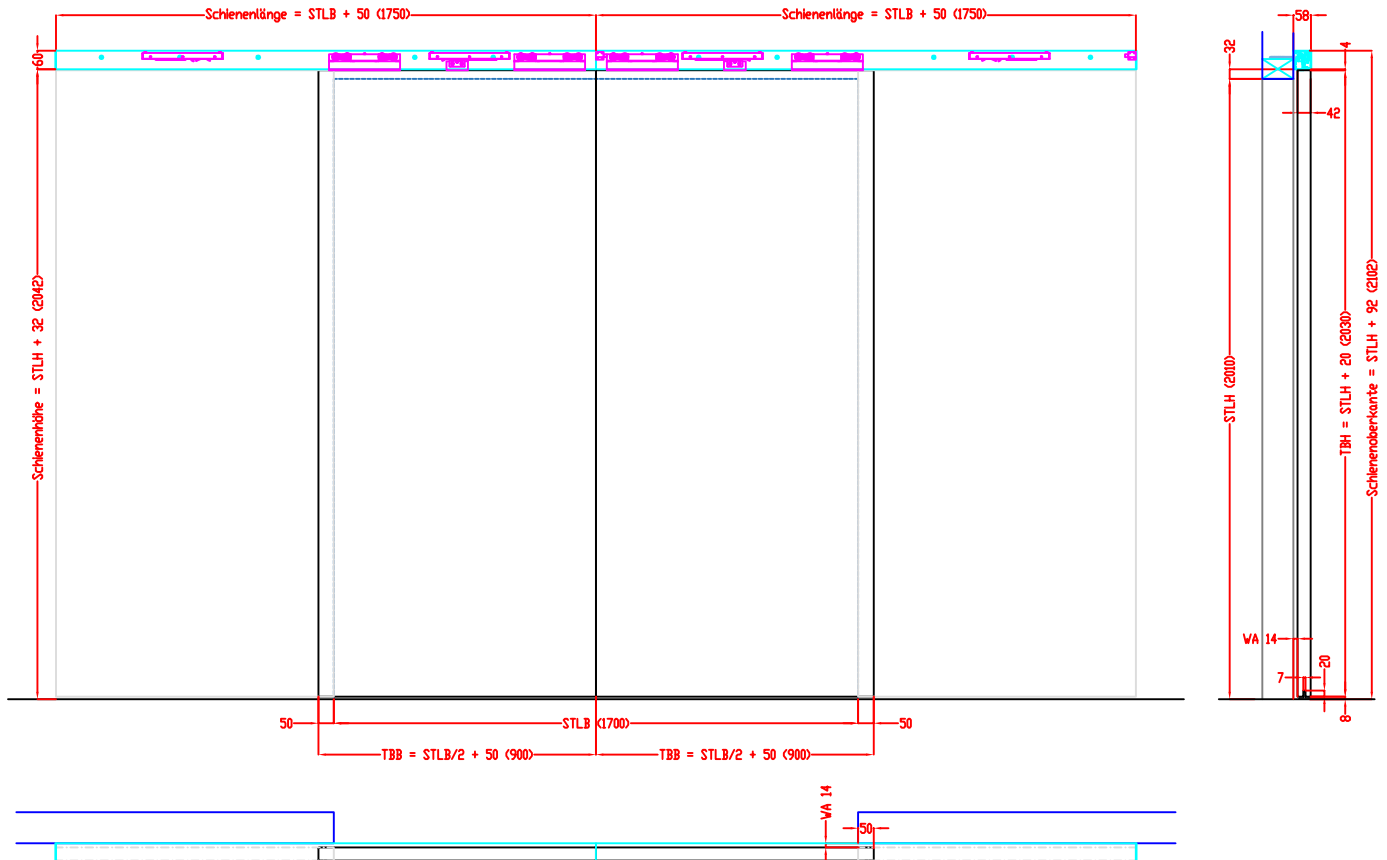 Schienenlänge = STLB + 50 (1750)
Schienenlänge = STLB + 50 (1750)
58
60
32
4
42
Schienenhöhe = STLH + 32 (2042)
STLH (2010)
TBH = STLH + 20 (2030)
Schienenoberkante = STLH + 92 (2102)
WA 14
7
20
8
50
STLB (1700)
50
TBB = STLB/2 + 50 (900)
TBB = STLB/2 + 50 (900)
WA 14
50